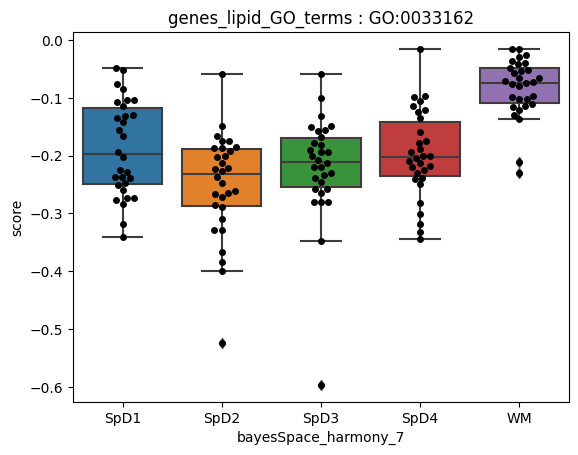 genes_lipid_GO_terms : GO:0033162
0.0
−0.1
−0.2
−0.3
−0.4
−0.5
−0.6
score
SpD1 SpD2 SpD3 SpD4 WM
bayesSpace_harmony_7